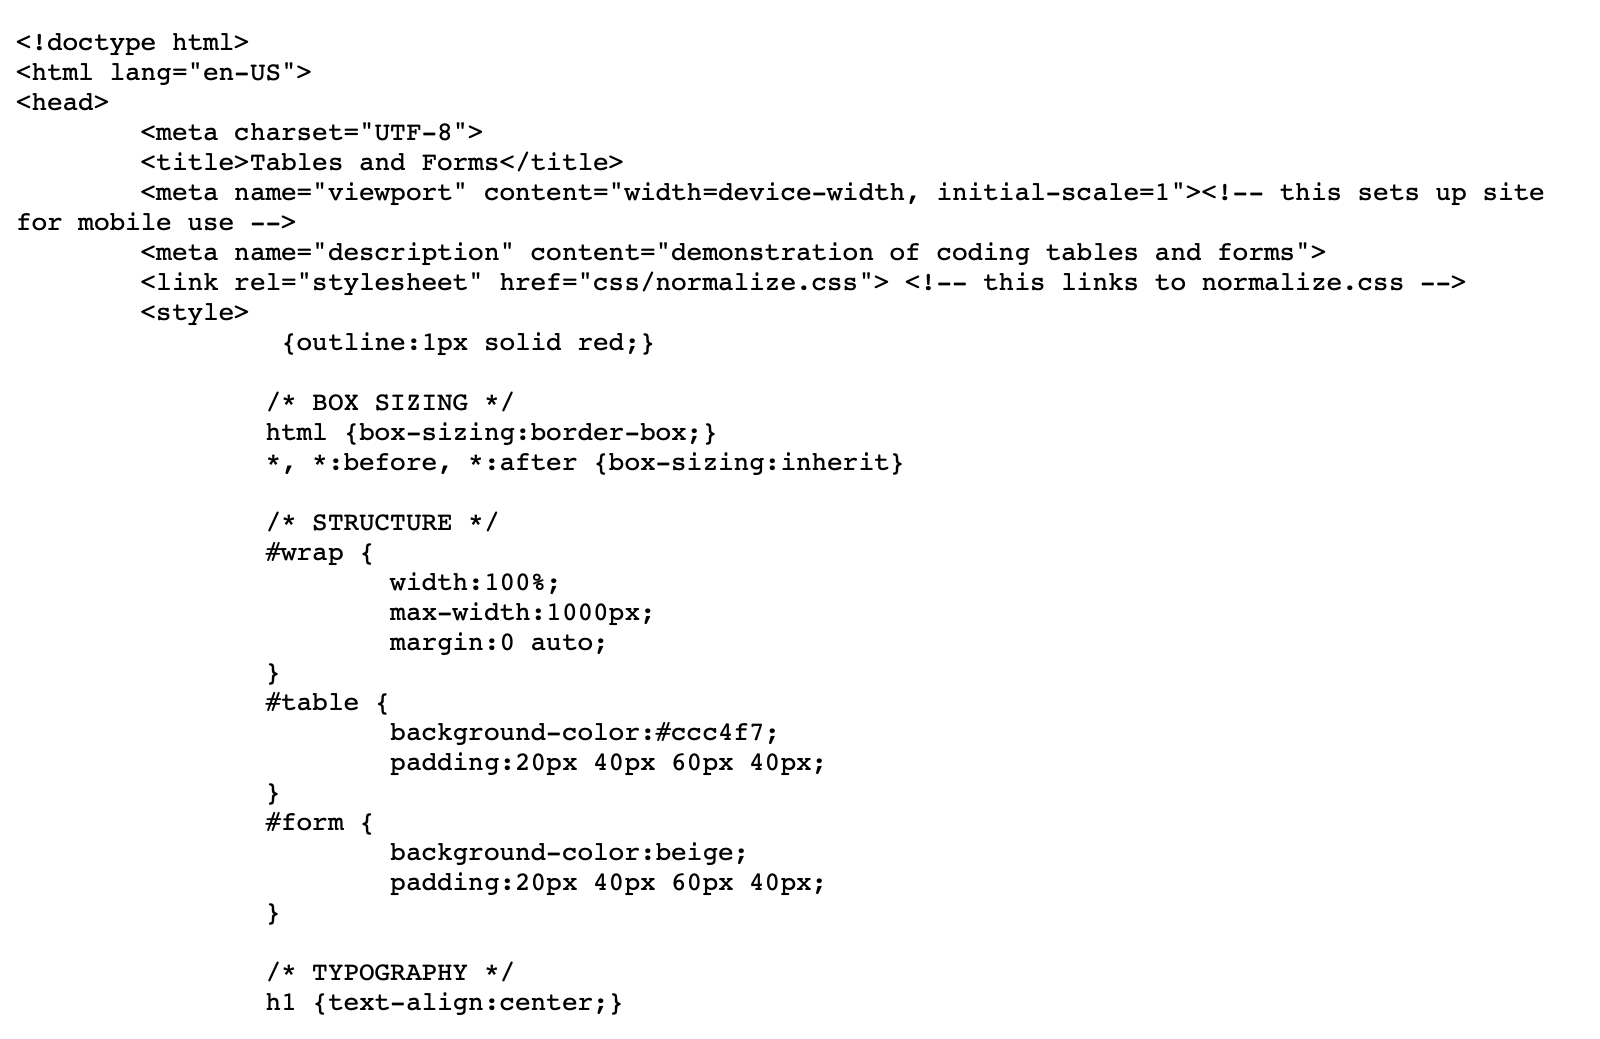 <!doctype html>
<html lang="en-US">
<head>
<meta charset="UTF-8">
<title>Tables and Forms</title>
<meta name="viewport" content="width=device-width, initial-scale=1"><!-- this sets up site
for mobile use -->
<meta name="description" content="demonstration of coding tables and forms">
<link rel="stylesheet" href="css/normalize.css"> <!-- this links to normalize.css -->
<style>
{outline:1px solid red;}
/* BOX SIZING */
html {box-sizing:border-box;}
*, *:before, *:after {box-sizing:inherit}
/* STRUCTURE */
#wrap {
width:100%;
max-width:1000px;
margin:0 auto;
}
#table {
background-color:#ccc4f7;
padding:20px 40px 60px 40px;
}
#form {
background-color:beige;
padding:20px 40px 60px 40px;
}
/* TYPOGRAPHY */
h1 {text-align:center;}